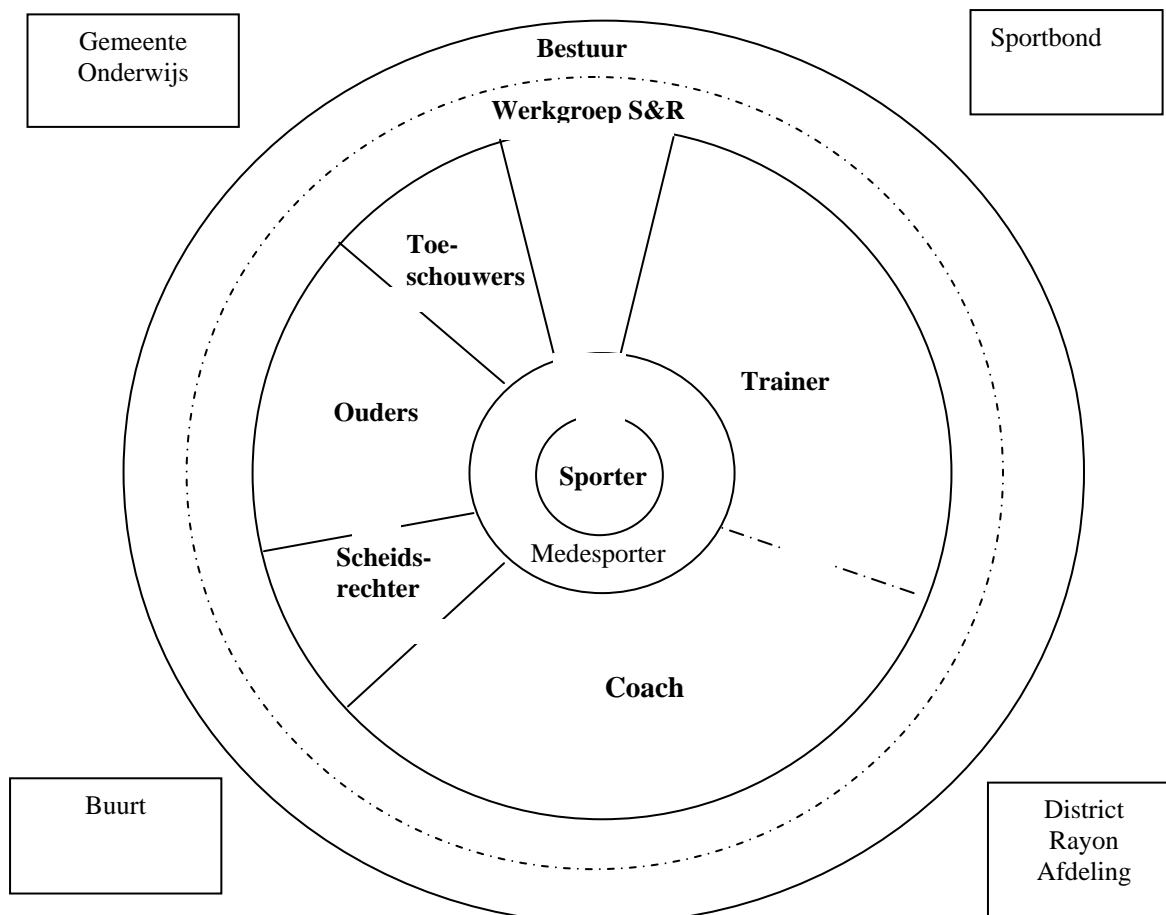 Gemeente
Onderwijs
Sportbond
Bestuur
Werkgroep S&R
Toe-
schouwers
Trainer
Ouders
Sporter
Medesporter
Scheids-
rechter
Coach
Buurt
District
Rayon
Afdeling